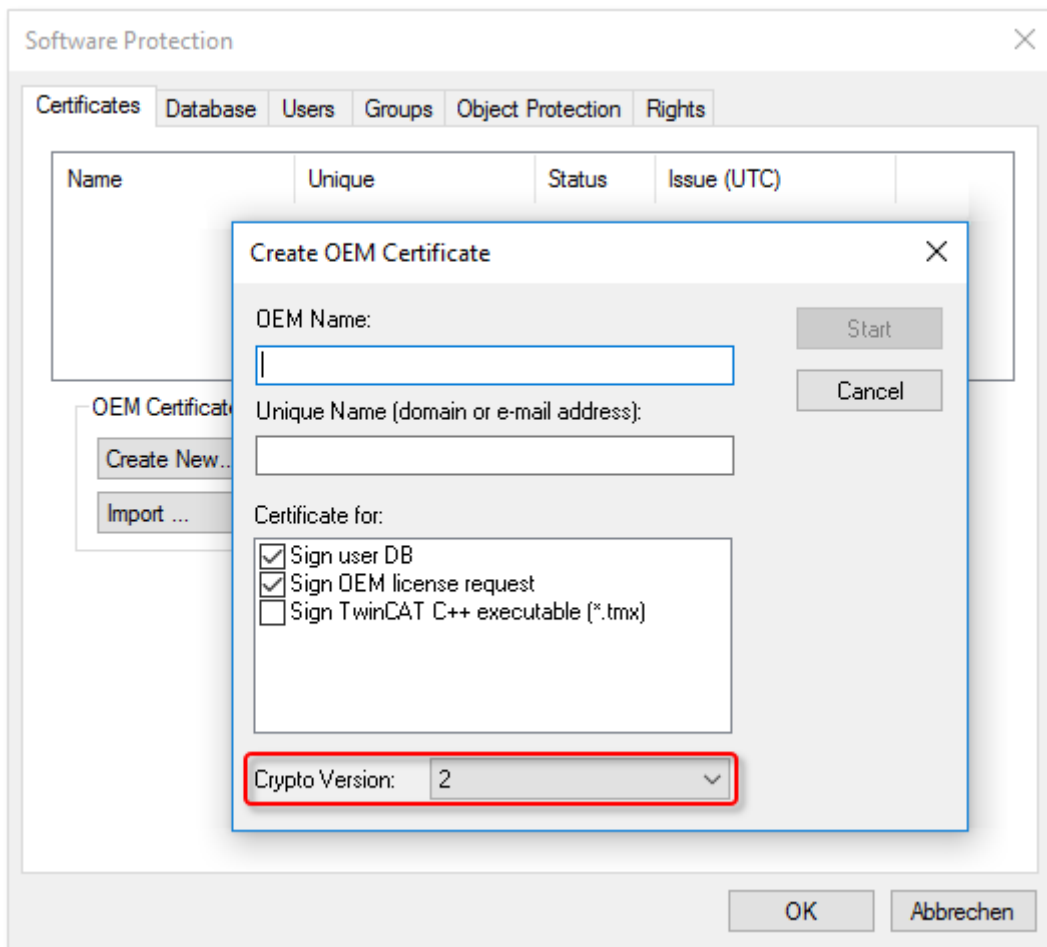 Software Protection
Certificates Database Users Groups Object Protection Rights
Name Unique Status Issue (UTC)
Create OEM Certificate
OEM Name:
Start
Cancel
Unique Name (domain or e-mail address):
OEM Certificate
Create New..
Import ...
Certificate for:
Sign user DB
Sign OEM license request
Sign TwinCAT C++ executable (*.tmx)
Crypto Version: 2
OK Abbrechen